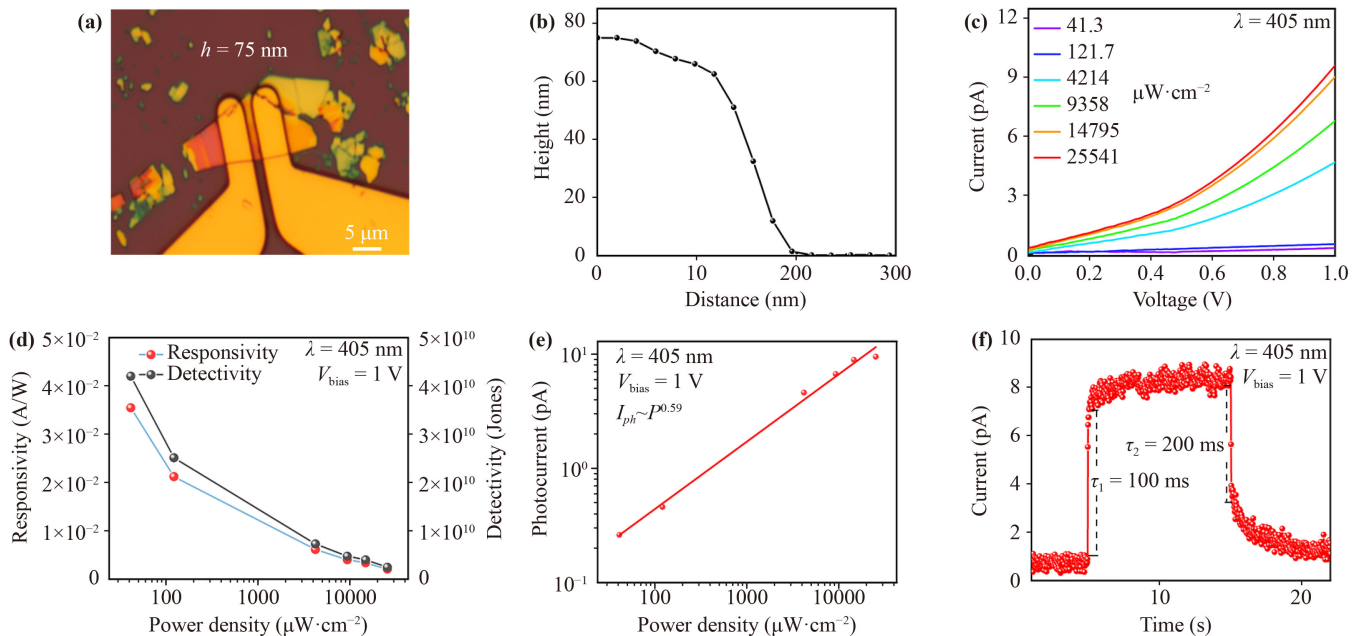 (a)
h = 75 nm
5 μm
(b)
Height (nm)
80
60
40
20
0
0
10
200
300
Distance (nm)
(c)
λ = 405 nm
41.3
121.7
4214
9358
14795
25541
μW·cm⁻²
Current (pA)
12
9
6
3
0
0.0
0.2
0.4
0.6
0.8
1.0
Voltage (V)
(d)
λ = 405 nm
V_bias = 1 V
Responsivity
Detectivity
Responsivity (A/W)
5×10⁻²
4×10⁻²
3×10⁻²
2×10⁻²
1×10⁻²
0
Detectivity (Jones)
5×10¹⁰
4×10¹⁰
3×10¹⁰
2×10¹⁰
1×10¹⁰
0
100
1000
10000
Power density (μW·cm⁻²)
(e)
λ = 405 nm
V_bias = 1 V
I_ph~P^0.59
Photocurrent (pA)
10¹
10⁰
10⁻¹
100
1000
10000
Power density (μW·cm⁻²)
(f)
λ = 405 nm
V_bias = 1 V
τ₂ = 200 ms
τ₁ = 100 ms
Current (pA)
10
8
6
4
2
0
10
20
Time (s)